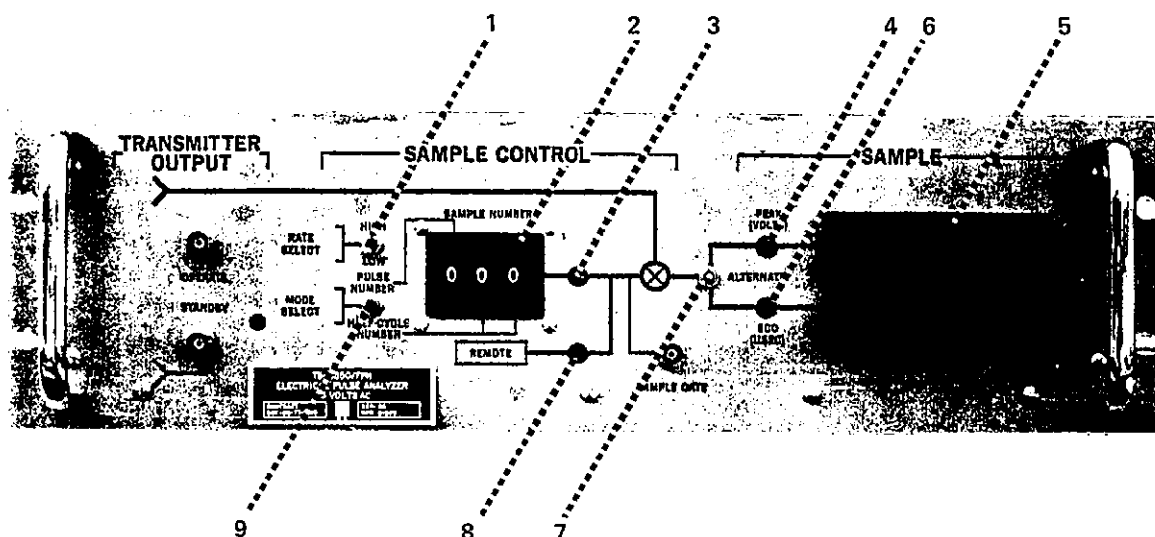 1 2 3 4 6 5
TRANSMITTER
OUTPUT
SAMPLE CONTROL
SAMPLE
SAMPLE NUMBER
HIGH
RATE
SELECT
LOW
PULSE
NUMBER
MODE
SELECT
HALF-CYCLE
NUMBER
0 0 0
REMOTE
OPERATE
STANDBY
PEAK
(VOLTS)
ALTERNATE
ECD
(USEC)
SAMPLE GATE
PULSE ANALYZER
VOLTS AC
9 8 7